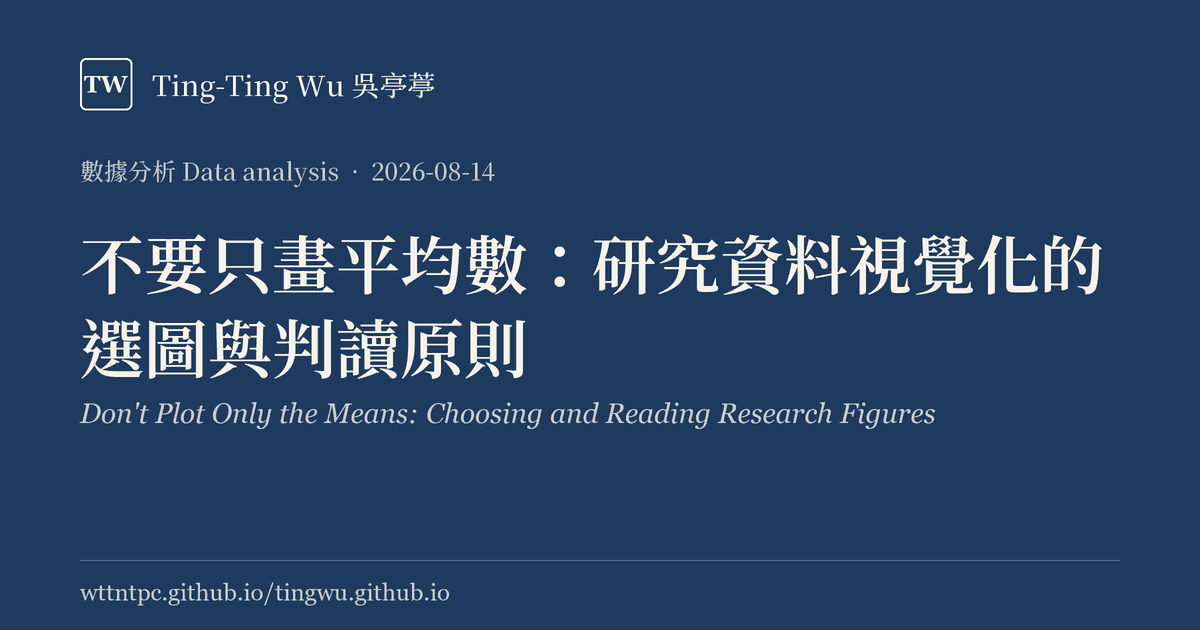 TW
Ting-Ting Wu 吳亭葶
數據分析 Data analysis · 2026-08-14
不要只畫平均數：研究資料視覺化的
選圖與判讀原則
Don't Plot Only the Means: Choosing and Reading Research Figures
wttntpc.github.io/tingwu.github.io